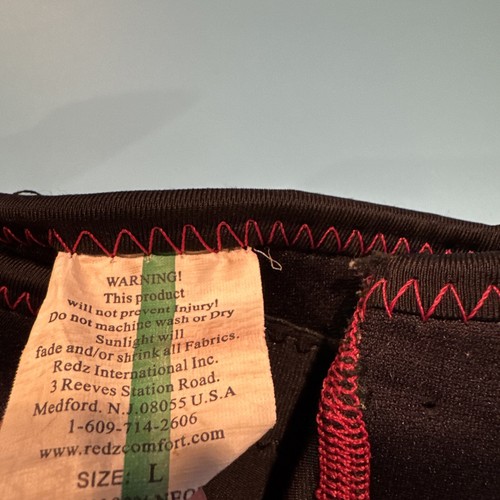 WARNING!
This product
will not prevent Injury!
Do not machine wash or Dry
Sunlight will
fade and/or shrink all Fabrics.
Redz International Inc.
3 Reeves Station Road.
Medford. N.J.08055 U.S.A
1-609-714-2606
www.redzcomfort.com
SIZE: L